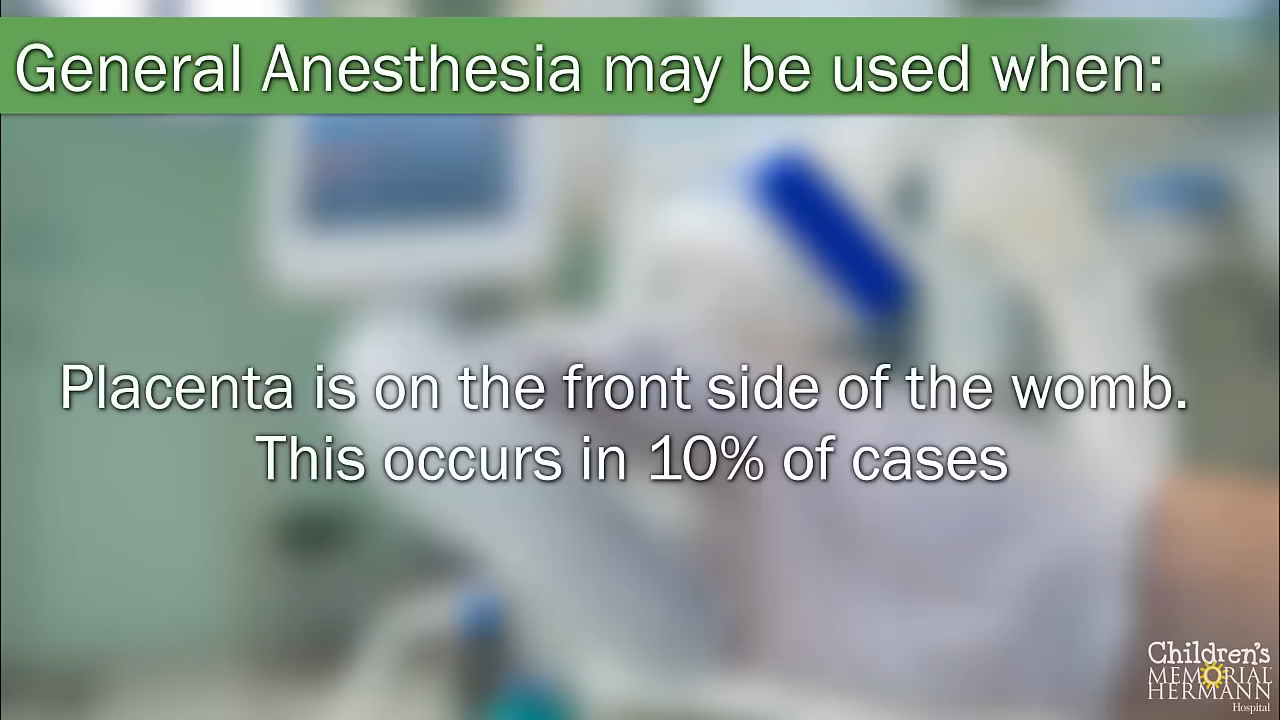 General Anesthesia may be used when:
Placenta is on the front side of the womb.
This occurs in 10% of cases
Children's
MEMORIAL
HERMANN
Hospital